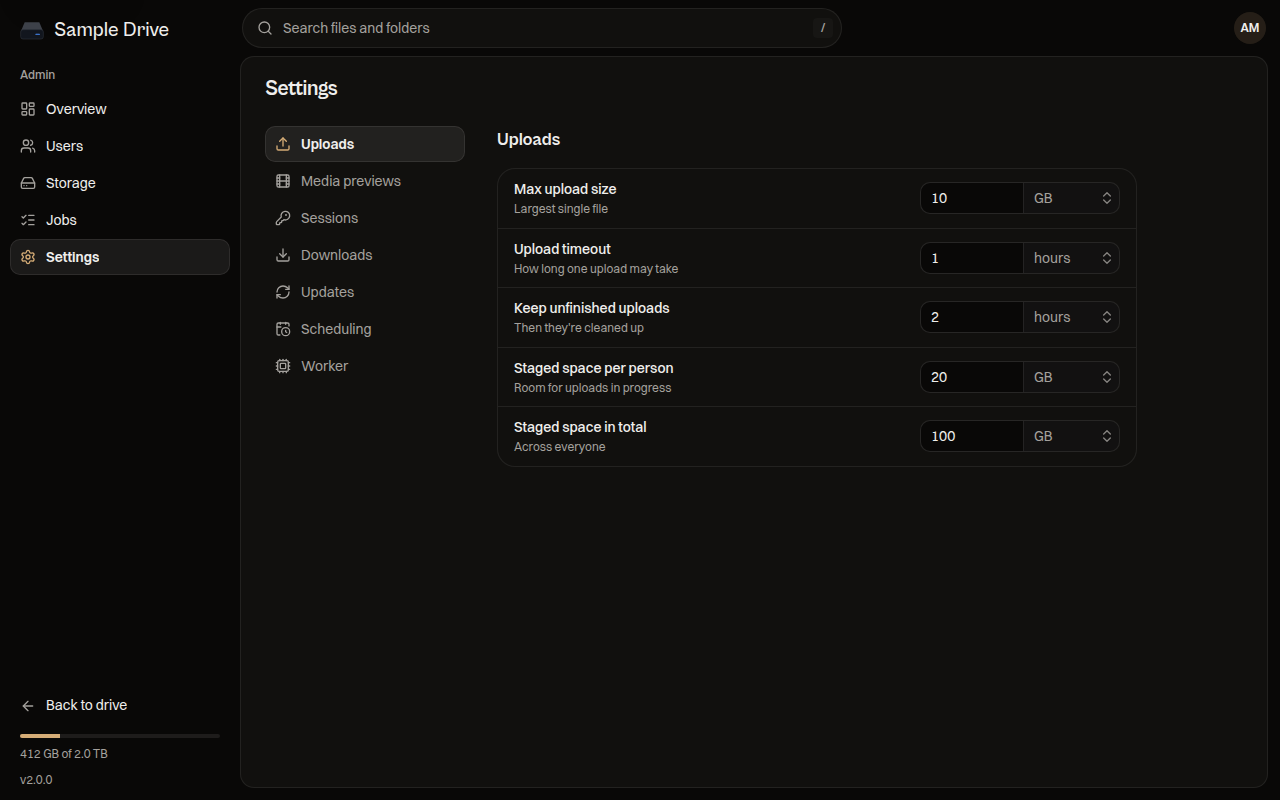 Sample Drive
Search files and folders
/
AM
Admin
Overview
Users
Storage
Jobs
Settings
Back to drive
412 GB of 2.0 TB
v2.0.0
Settings
Uploads
Media previews
Sessions
Downloads
Updates
Scheduling
Worker
Uploads
Max upload size
Largest single file
10 GB
Upload timeout
How long one upload may take
1 hours
Keep unfinished uploads
Then they're cleaned up
2 hours
Staged space per person
Room for uploads in progress
20 GB
Staged space in total
Across everyone
100 GB